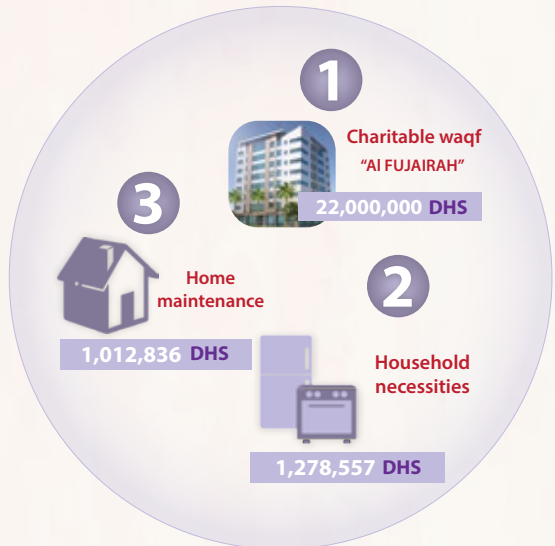 1
Charitable waqf
“Al FUJAIRAH”
22,000,000 DHS
2
Household
necessities
1,278,557 DHS
3
Home
maintenance
1,012,836 DHS